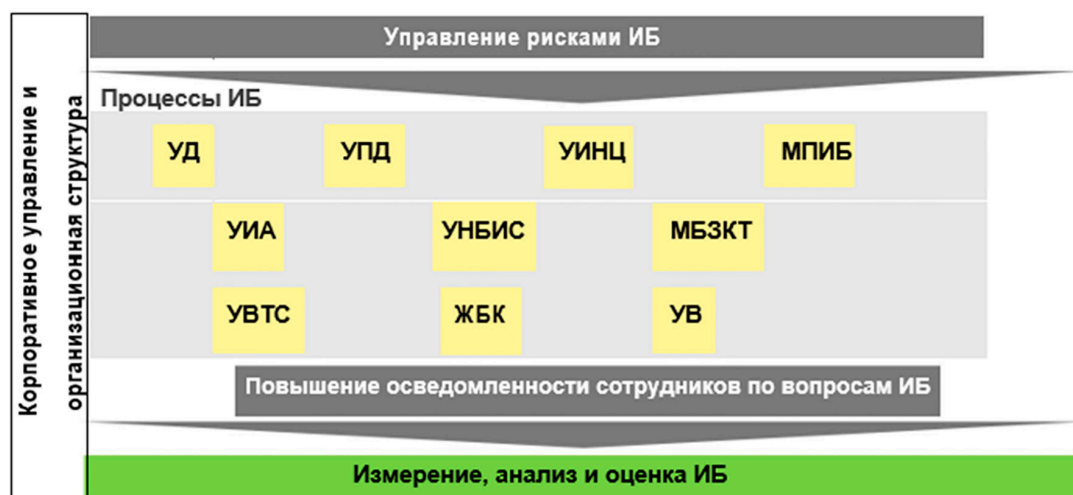 Корпоративное управление и
организационная структура
Управление рисками ИБ
Процессы ИБ
УД УПД УИНЦ МПИБ
УИА УНБИС МБЗКТ
УВТС ЖБК УВ
Повышение осведомленности сотрудников по вопросам ИБ
Измерение, анализ и оценка ИБ